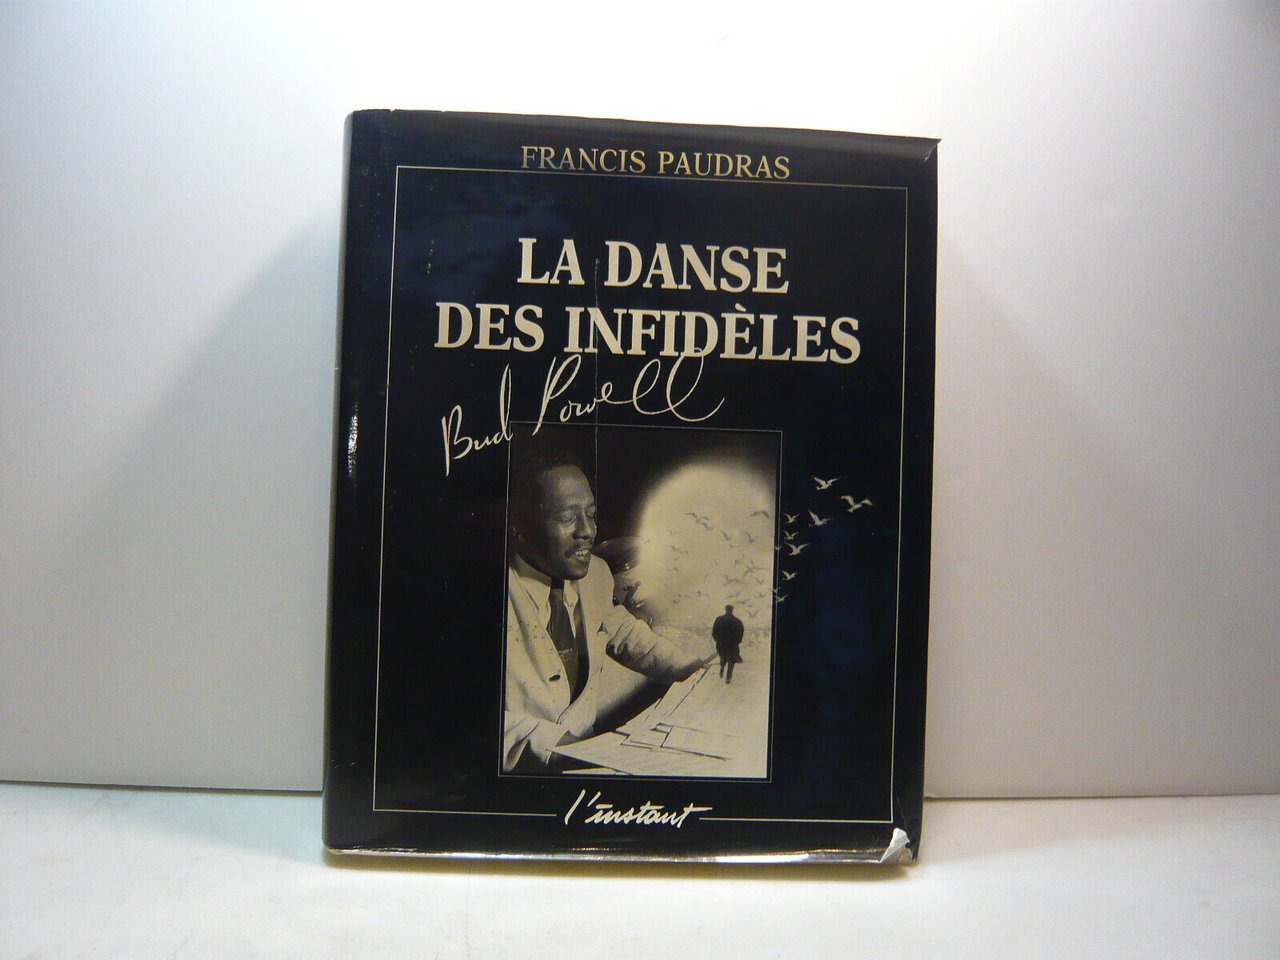 FRANCIS PAUDRAS
LA DANSE
DES INFIDÈLES
Bud Powell
l'instant